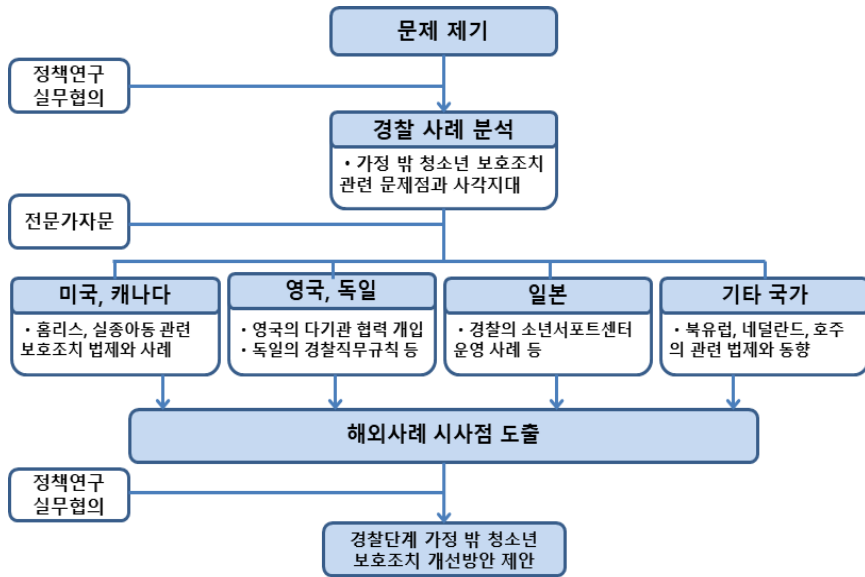 문제 제기
정책연구
실무협의
경찰 사례 분석
・가정 밖 청소년 보호조치
관련 문제점과 사각지대
전문가자문
미국, 캐나다
・홈리스, 실종아동 관련
보호조치 법제와 사례
영국, 독일
・영국의 다기관 협력 개입
・독일의 경찰직무규칙 등
일본
・경찰의 소년서포트센터
운영 사례 등
기타 국가
・북유럽, 네덜란드, 호주
의 관련 법제와 동향
해외사례 시사점 도출
정책연구
실무협의
경찰단계 가정 밖 청소년
보호조치 개선방안 제안